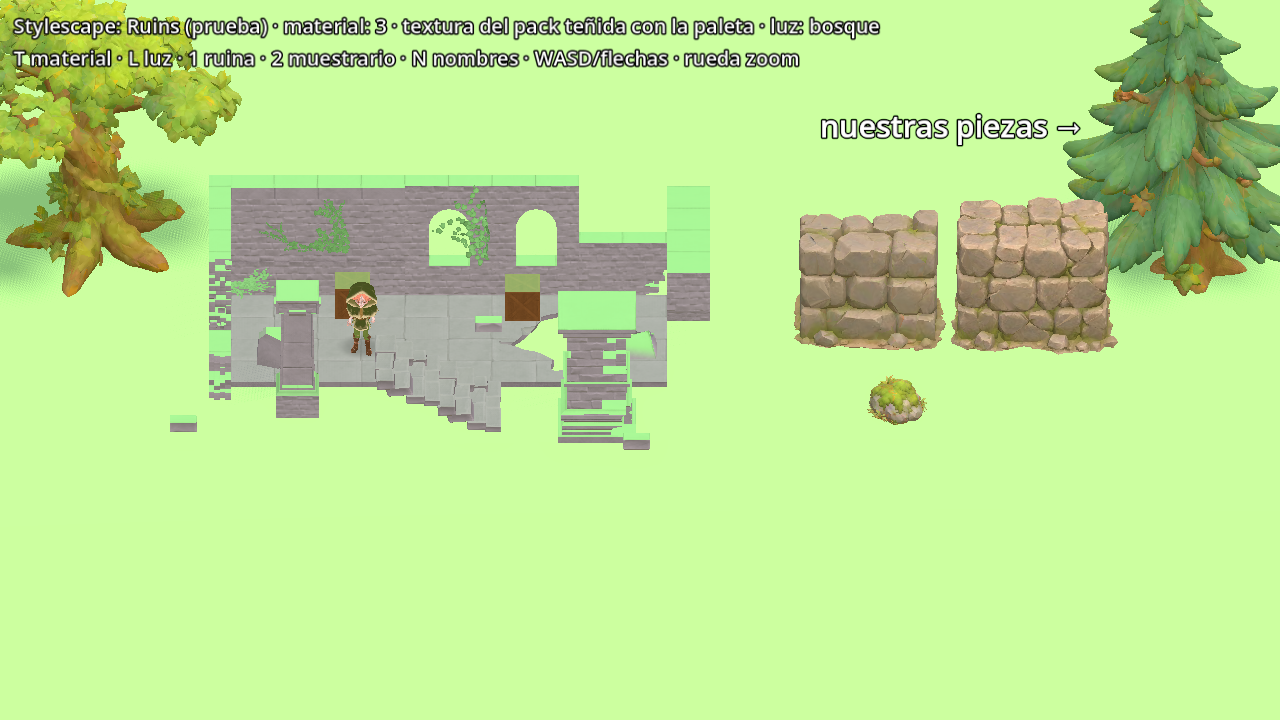 Stylescape: Ruins (prueba) · material: 3 · textura del pack teñida con la paleta · luz: bosque
T material · L luz · 1 ruina · 2 muestrario · N nombres · WASD/flechas · rueda zoom
nuestras piezas →